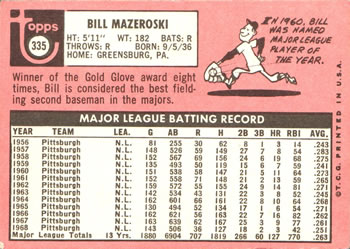 Topps
335
BILL MAZEROSKI
HT: 5'11" WT: 182 BATS: R
THROWS: R BORN: 9/5/36
HOME: GREENSBURG, PA.
IN 1960, BILL
WAS NAMED
MAJOR LEAGUE
PLAYER OF
THE YEAR.
Winner of the Gold Glove award eight
times, Bill is considered the best field-
ing second baseman in the majors.
MAJOR LEAGUE BATTING RECORD
YEAR TEAM LEA. G AB R H 2B 3B HR RBI AVG.
1956 Pittsburgh N.L. 81 255 30 62 8 1 3 14 .243
1957 Pittsburgh N.L. 148 526 59 149 27 7 8 54 .283
1958 Pittsburgh N.L. 152 567 69 156 24 6 19 68 .275
1959 Pittsburgh N.L. 135 493 50 119 15 6 7 59 .241
1960 Pittsburgh N.L. 151 538 58 147 21 5 11 64 .273
1961 Pittsburgh N.L. 152 558 71 148 21 2 13 59 .265
1962 Pittsburgh N.L. 159 572 55 155 24 9 14 81 .271
1963 Pittsburgh N.L. 142 534 43 131 22 3 8 52 .245
1964 Pittsburgh N.L. 162 601 66 161 22 8 10 64 .268
1965 Pittsburgh N.L. 130 494 52 134 17 1 6 54 .271
1966 Pittsburgh N.L. 162 621 56 163 22 7 16 82 .262
1967 Pittsburgh N.L. 163 639 62 167 25 3 9 77 .261
1968 Pittsburgh N.L. 143 506 36 127 18 2 3 42 .251
Major League Totals 13 Yrs. 1880 6904 707 1819 266 60 127 770 .263
© T.C.G. PRINTED IN U.S.A.